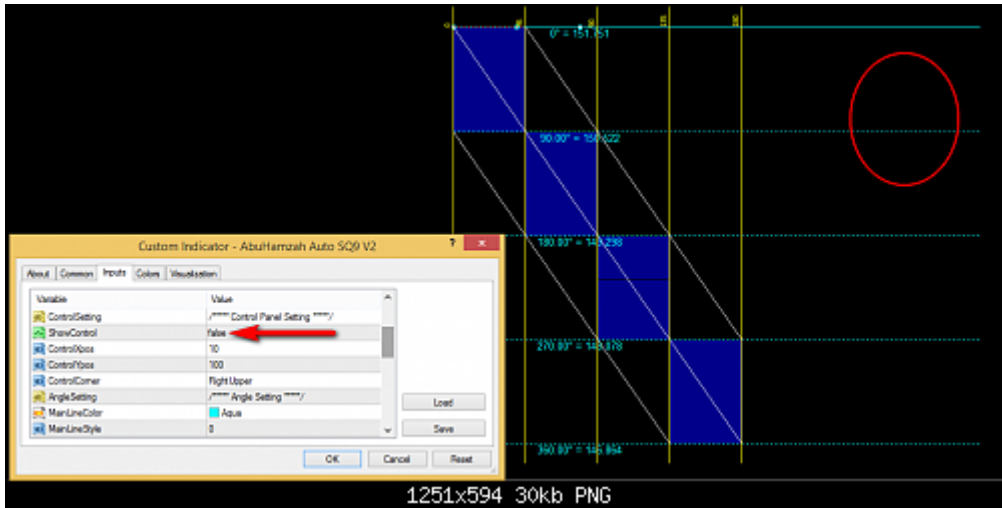 0° = 151.751
90.00° = 150.622
180.00° = 149.298
270.00° = 148.078
360.00° = 146.864
Custom Indicator - AbuHamzah Auto SQ9 V2
? x
About Common Inputs Colors Visualisation
Variable Value
ControlSetting /***** Control Panel Setting *****/
ShowControl false
ControlXpos 10
ControlYpos 100
ControlCorner Right Upper
AngleSetting /***** Angle Setting *****/
MainLineColor Aqua
MainLineStyle 0
Load
Save
OK Cancel Reset
1251x594 30kb PNG